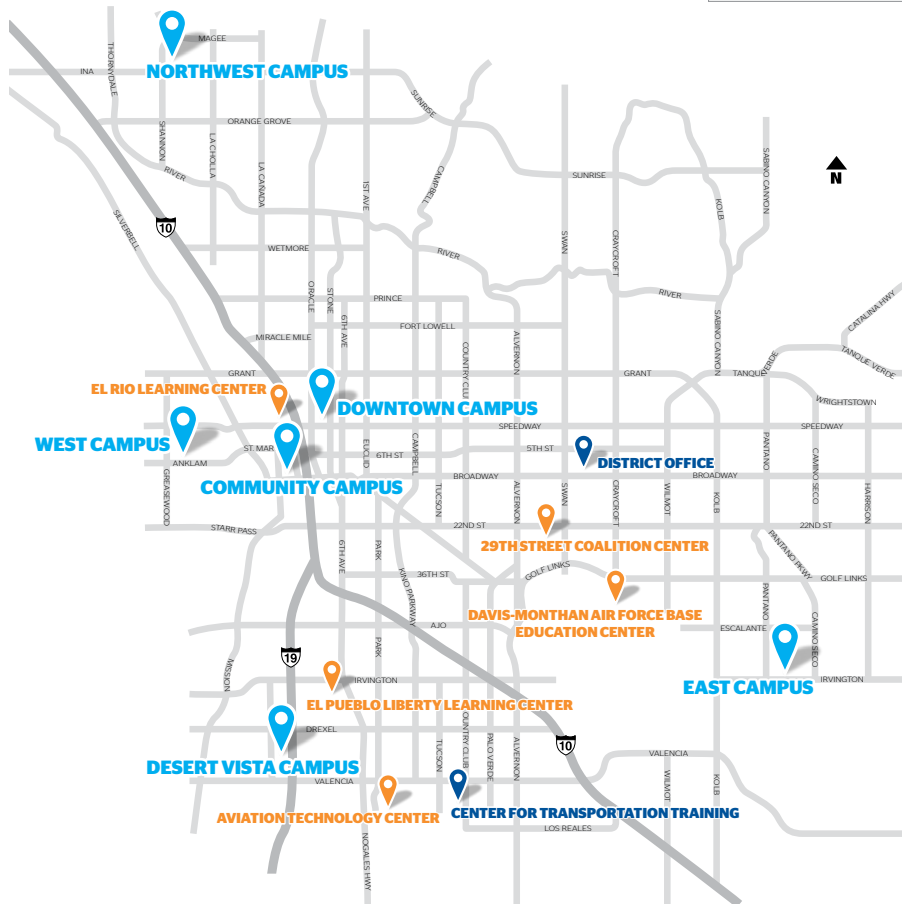 MAGEE
NORTHWEST CAMPUS
INA
THORNYDALE
SUNRISE
ORANGE GROVE
SHANNON
LA CHOLLA
LA CAÑADA
1ST AVE
CAMPBELL
RIVER
SUNRISE
SABINO CANYON
KOLB
N
SILVERBELL
10
WETMORE
RIVER
SWAN
CRAYCROFT
RIVER
ORACLE
STONE
6TH AVE
PRINCE
FORT LOWELL
MIRACLE MILE
COUNTRY CLUB
ALVERNON
SABINO CANYON
CATALINA HWY
TANQUE VERDE
GRANT
GRANT
TANQUE
VERDE
EL RIO LEARNING CENTER
DOWNTOWN CAMPUS
WRIGHTSTOWN
SPEEDWAY
SPEEDWAY
WEST CAMPUS
ST. MAR
ANKLAM
GREASEWOOD
EUCLID
6TH ST
CAMPBELL
5TH ST
DISTRICT OFFICE
PANTANO
BROADWAY
BROADWAY
COMMUNITY CAMPUS
TUCSON
ALVERNON
SWAN
CRAYCROFT
WILMOT
KOLB
CAMINO SECO
HARRISON
STARR PASS
22ND ST
22ND ST
29TH STREET COALITION CENTER
6TH AVE
PARK
KINO PARKWAY
36TH ST
GOLF LINKS
GOLF LINKS
PANTANO PKWY
DAVIS-MONTHAN AIR FORCE BASE
EDUCATION CENTER
PANTANO
CAMINO SECO
ESCALANTE
AJO
MISSION
19
PARK
IRVINGTON
IRVINGTON
EAST CAMPUS
EL PUEBLO LIBERTY LEARNING CENTER
DREXEL
DESERT VISTA CAMPUS
TUCSON
OUNTRY CLUB
PALO VERDE
ALVERNON
10
VALENCIA
VALENCIA
WILMOT
KOLB
AVIATION TECHNOLOGY CENTER
CENTER FOR TRANSPORTATION TRAINING
LOS REALES
NOGALES HWY